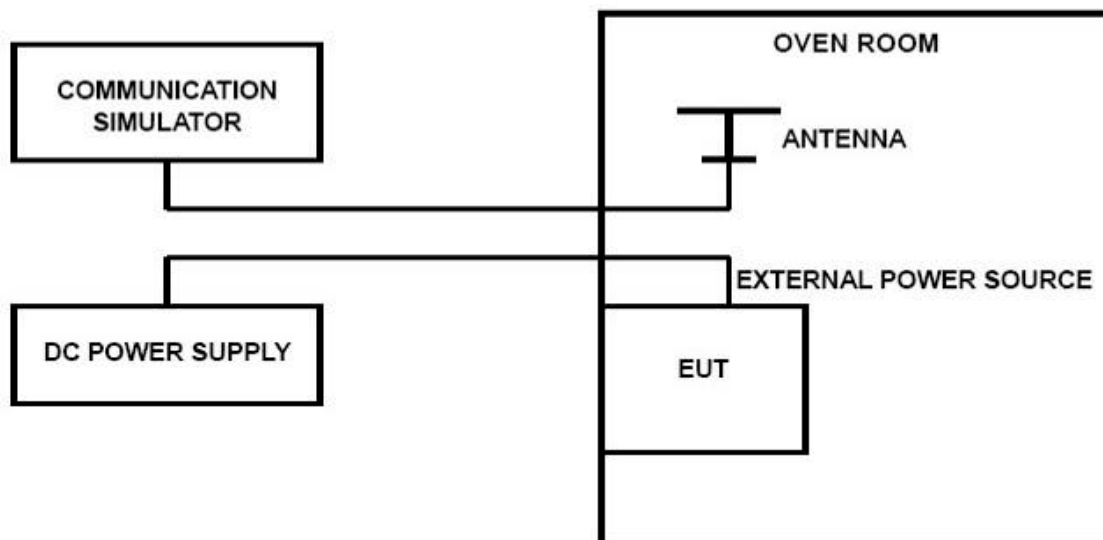 COMMUNICATION
SIMULATOR
OVEN ROOM
ANTENNA
EXTERNAL POWER SOURCE
DC POWER SUPPLY
EUT